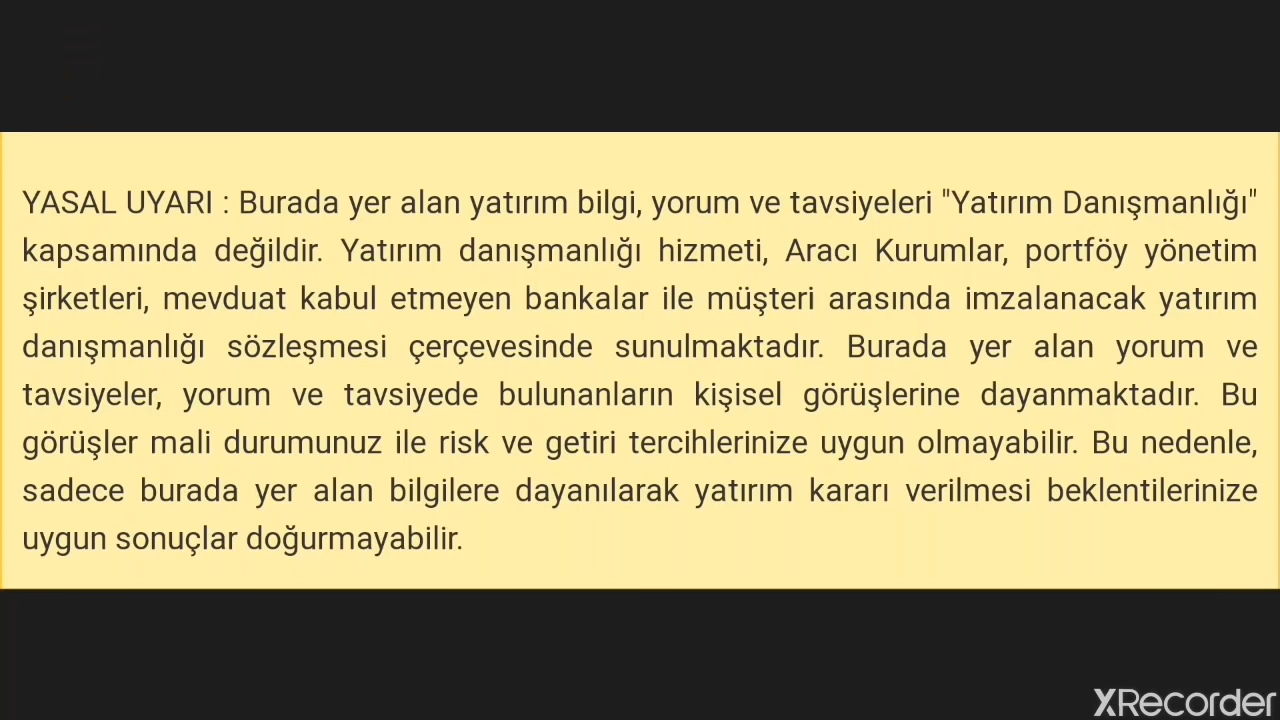 YASAL UYARI : Burada yer alan yatırım bilgi, yorum ve tavsiyeleri "Yatırım Danışmanlığı"
kapsamında değildir. Yatırım danışmanlığı hizmeti, Aracı Kurumlar, portföy yönetim
şirketleri, mevduat kabul etmeyen bankalar ile müşteri arasında imzalanacak yatırım
danışmanlığı sözleşmesi çerçevesinde sunulmaktadır. Burada yer alan yorum ve
tavsiyeler, yorum ve tavsiyede bulunanların kişisel görüşlerine dayanmaktadır. Bu
görüşler mali durumunuz ile risk ve getiri tercihlerinize uygun olmayabilir. Bu nedenle,
sadece burada yer alan bilgilere dayanılarak yatırım kararı verilmesi beklentilerinize
uygun sonuçlar doğurmayabilir.
XRecorder